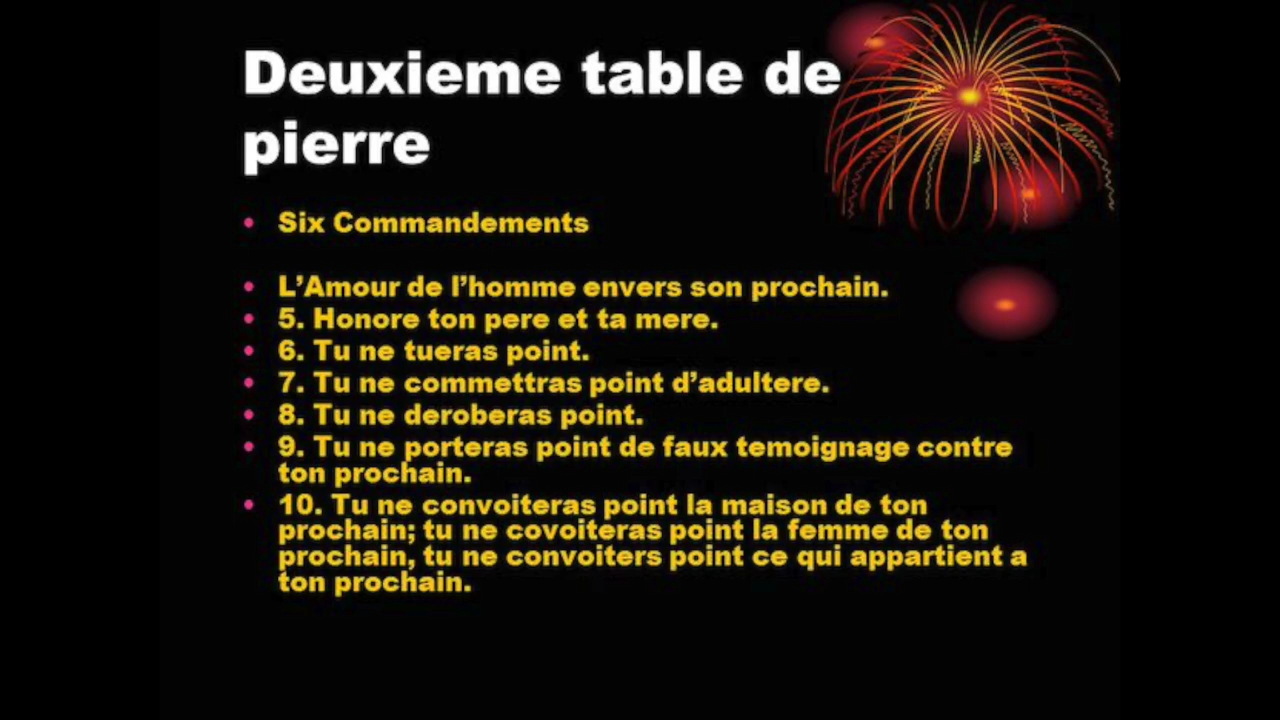 Deuxieme table de
pierre
• Six Commandements
• L’Amour de l’homme envers son prochain.
• 5. Honore ton pere et ta mere.
• 6. Tu ne tueras point.
• 7. Tu ne commettras point d’adultere.
• 8. Tu ne deroberas point.
• 9. Tu ne porteras point de faux temoignage contre
ton prochain.
• 10. Tu ne convoiteras point la maison de ton
prochain; tu ne covoiteras point la femme de ton
prochain, tu ne convoiters point ce qui appartient a
ton prochain.